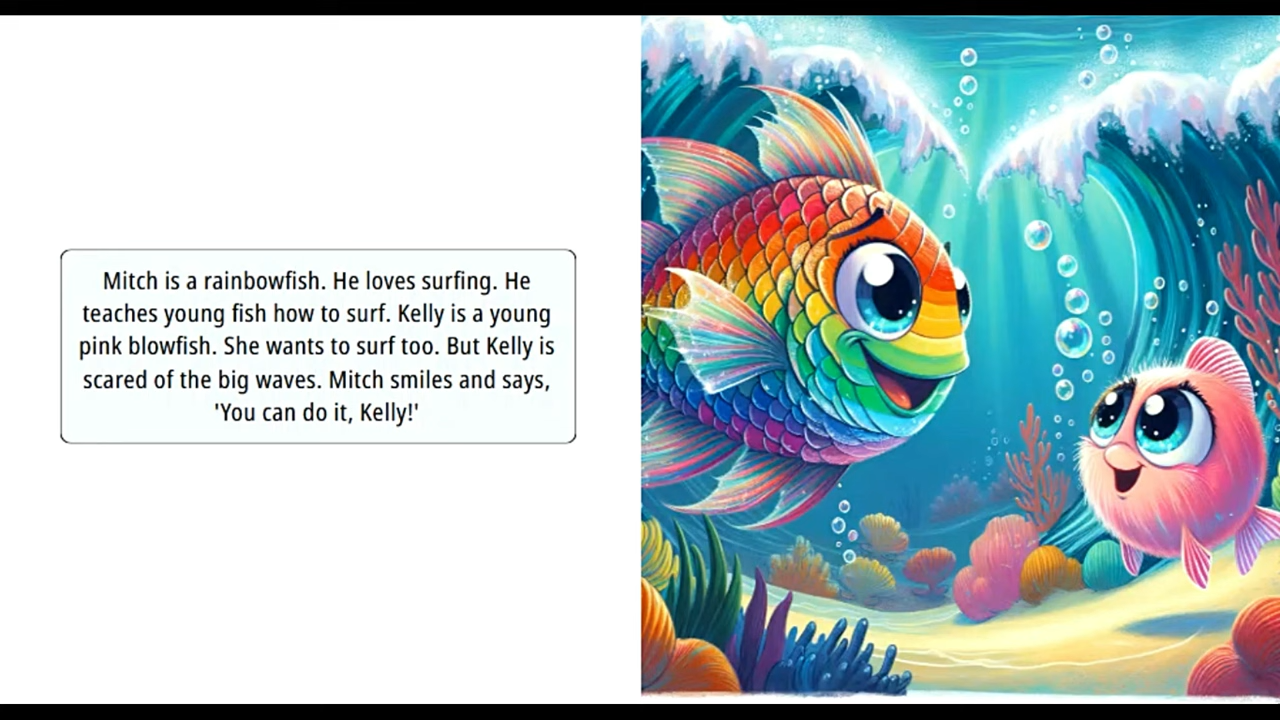 Mitch is a rainbowfish. He loves surfing. He
teaches young fish how to surf. Kelly is a young
pink blowfish. She wants to surf too. But Kelly is
scared of the big waves. Mitch smiles and says,
'You can do it, Kelly!'